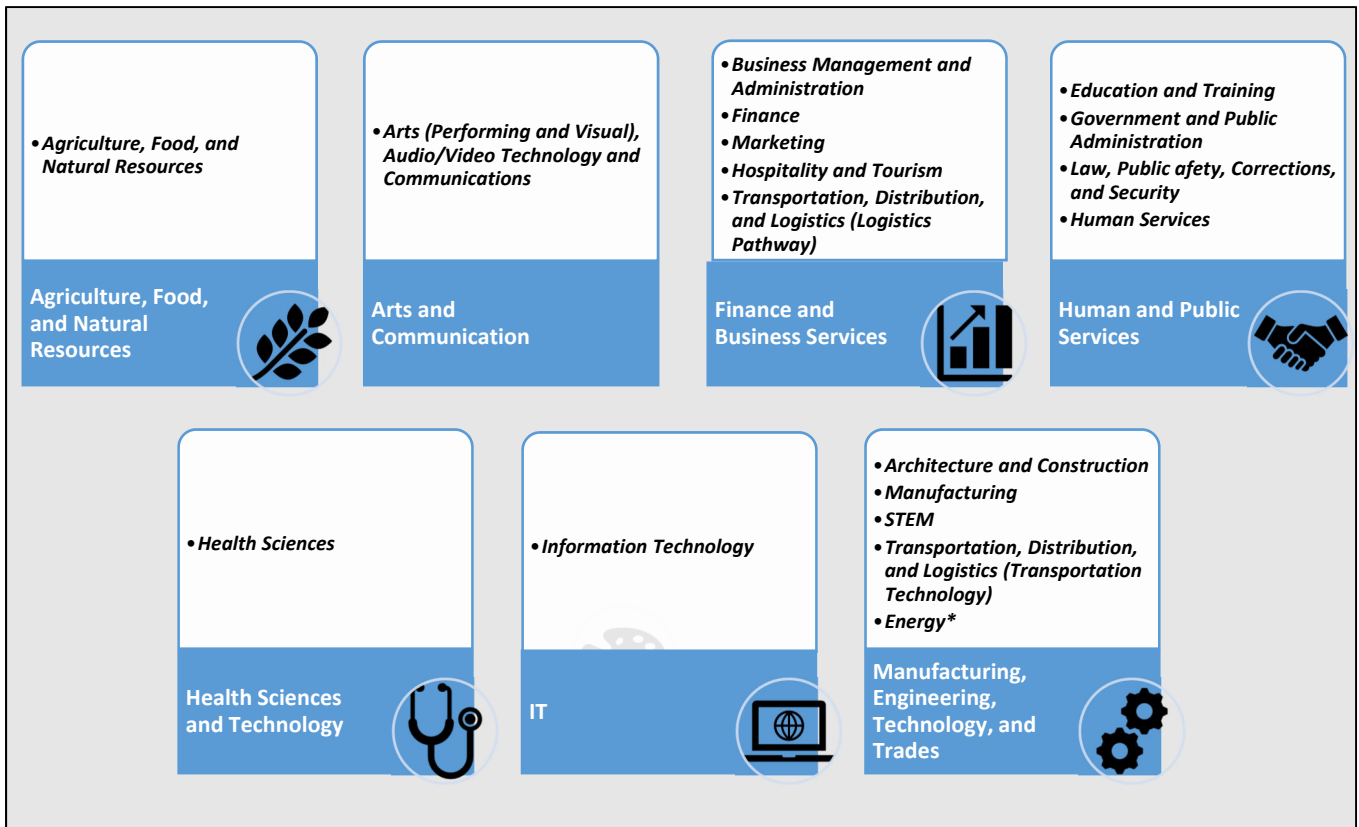 •Agriculture, Food, and
Natural Resources
Agriculture, Food,
and Natural
Resources
•Arts (Performing and Visual),
Audio/Video Technology and
Communications
Arts and
Communication
•Business Management and
Administration
•Finance
•Marketing
•Hospitality and Tourism
•Transportation, Distribution,
and Logistics (Logistics
Pathway)
Finance and
Business Services
•Education and Training
•Government and Public
Administration
•Law, Public afety, Corrections,
and Security
•Human Services
Human and Public
Services
•Health Sciences
Health Sciences
and Technology
•Information Technology
IT
•Architecture and Construction
•Manufacturing
•STEM
•Transportation, Distribution,
and Logistics (Transportation
Technology)
•Energy*
Manufacturing,
Engineering,
Technology, and
Trades